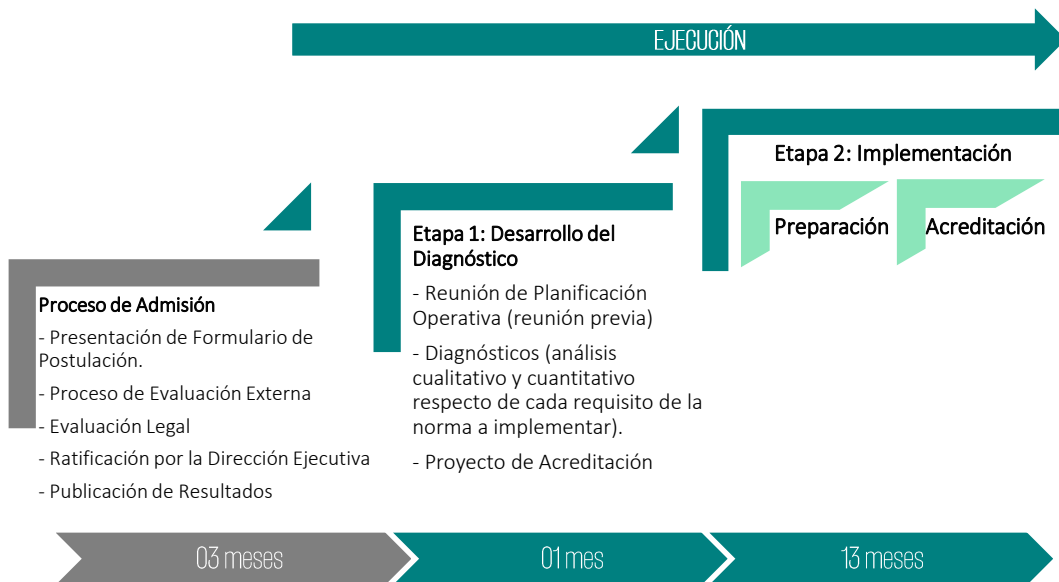 EJECUCIÓN
Proceso de Admisión
- Presentación de Formulario de
Postulación.
- Proceso de Evaluación Externa
- Evaluación Legal
- Ratificación por la Dirección Ejecutiva
- Publicación de Resultados
Etapa 1: Desarrollo del
Diagnóstico
- Reunión de Planificación
Operativa (reunión previa)
- Diagnósticos (análisis
cualitativo y cuantitativo
respecto de cada requisito de la
norma a implementar).
- Proyecto de Acreditación
Etapa 2: Implementación
Preparación
Acreditación
03 meses
01 mes
13 meses